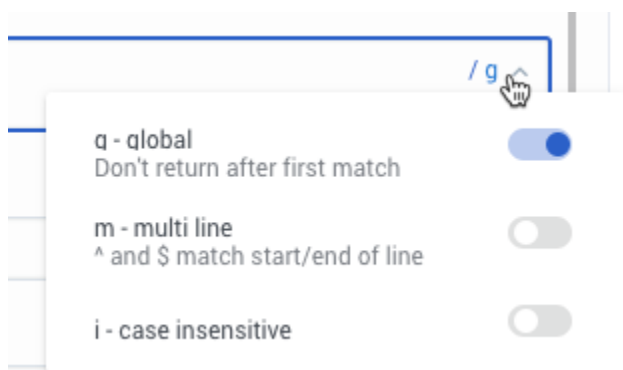 / g
g - global
Don't return after first match
m - multi line
^ and $ match start/end of line
i - case insensitive